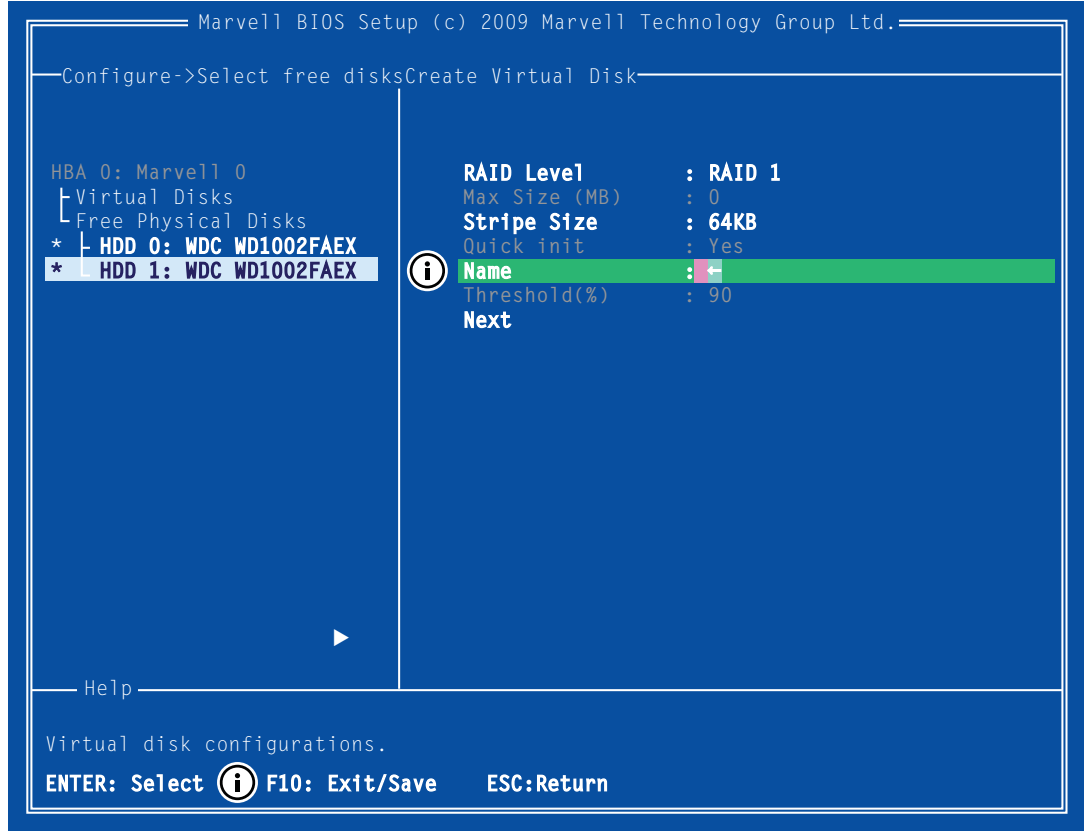 Marvell BIOS Setup (c) 2009 Marvell Technology Group Ltd.
Configure->Select free disksCreate Virtual Disk
HBA 0: Marvell 0
Virtual Disks
Free Physical Disks
* HDD 0: WDC WD1002FAEX
* HDD 1: WDC WD1002FAEX
RAID Level : RAID 1
Max Size (MB) : 0
Stripe Size : 64KB
Quick init : Yes
i Name : ←
Threshold(%) : 90
Next
Help
Virtual disk configurations.
ENTER: Select i F10: Exit/Save ESC:Return